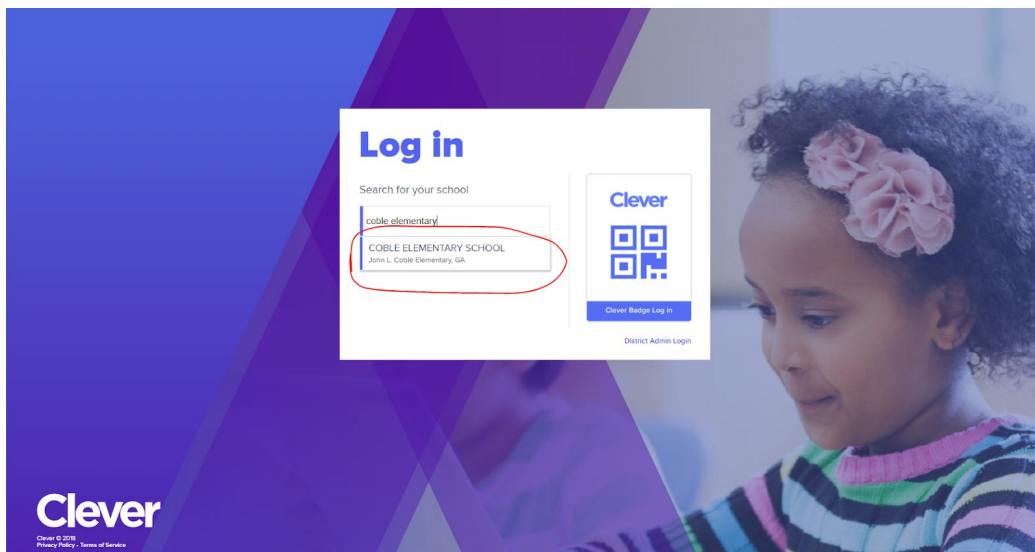 Log in
Search for your school
coble elementary
COBLE ELEMENTARY SCHOOL
John L. Coble Elementary, GA
Clever
Clever Badge Log in
District Admin Login
Clever
Clever © 2018
Privacy Policy - Terms of Service